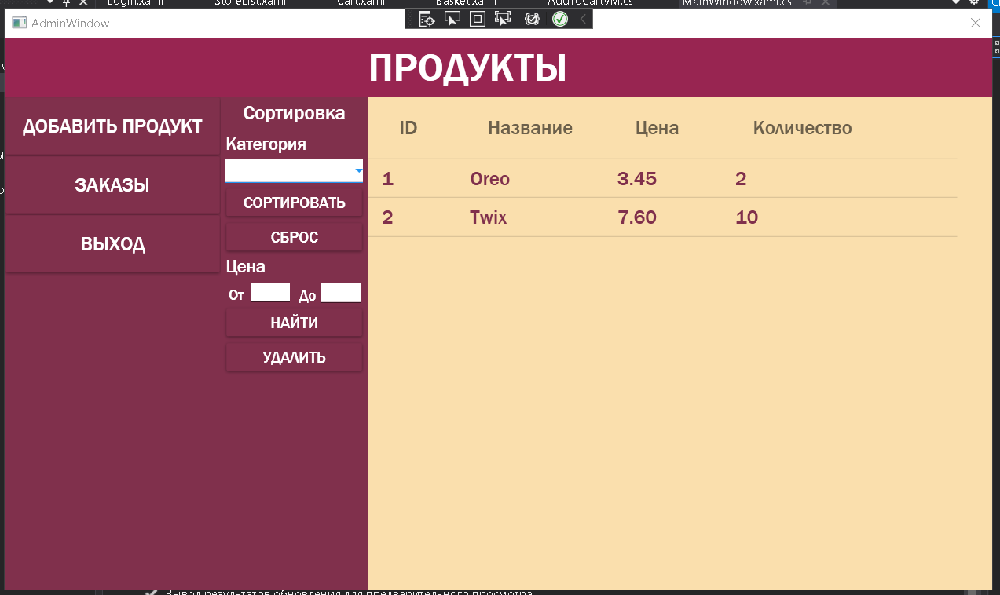 Login.xaml StoreList.xaml Cart.xaml Basket.xaml AddToCartVM.cs MainWindow.xaml.cs
AdminWindow
ПРОДУКТЫ
ДОБАВИТЬ ПРОДУКТ
ЗАКАЗЫ
ВЫХОД
Сортировка
Категория
СОРТИРОВАТЬ
СБРОС
Цена
От До
НАЙТИ
УДАЛИТЬ
ID Название Цена Количество
1 Oreo 3.45 2
2 Twix 7.60 10
Вывод результатов обновления для предварительного просмотра